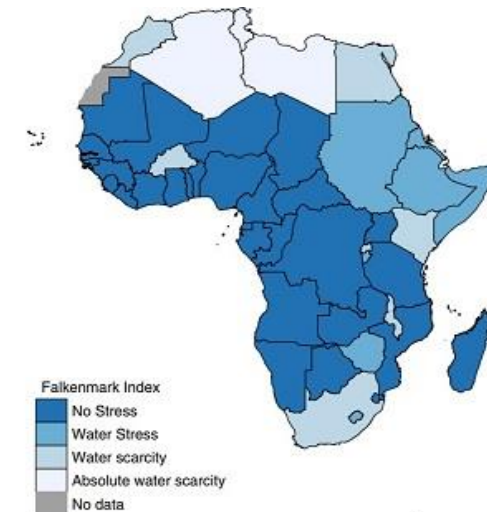 Falkenmark Index
No Stress
Water Stress
Water scarcity
Absolute water scarcity
No data